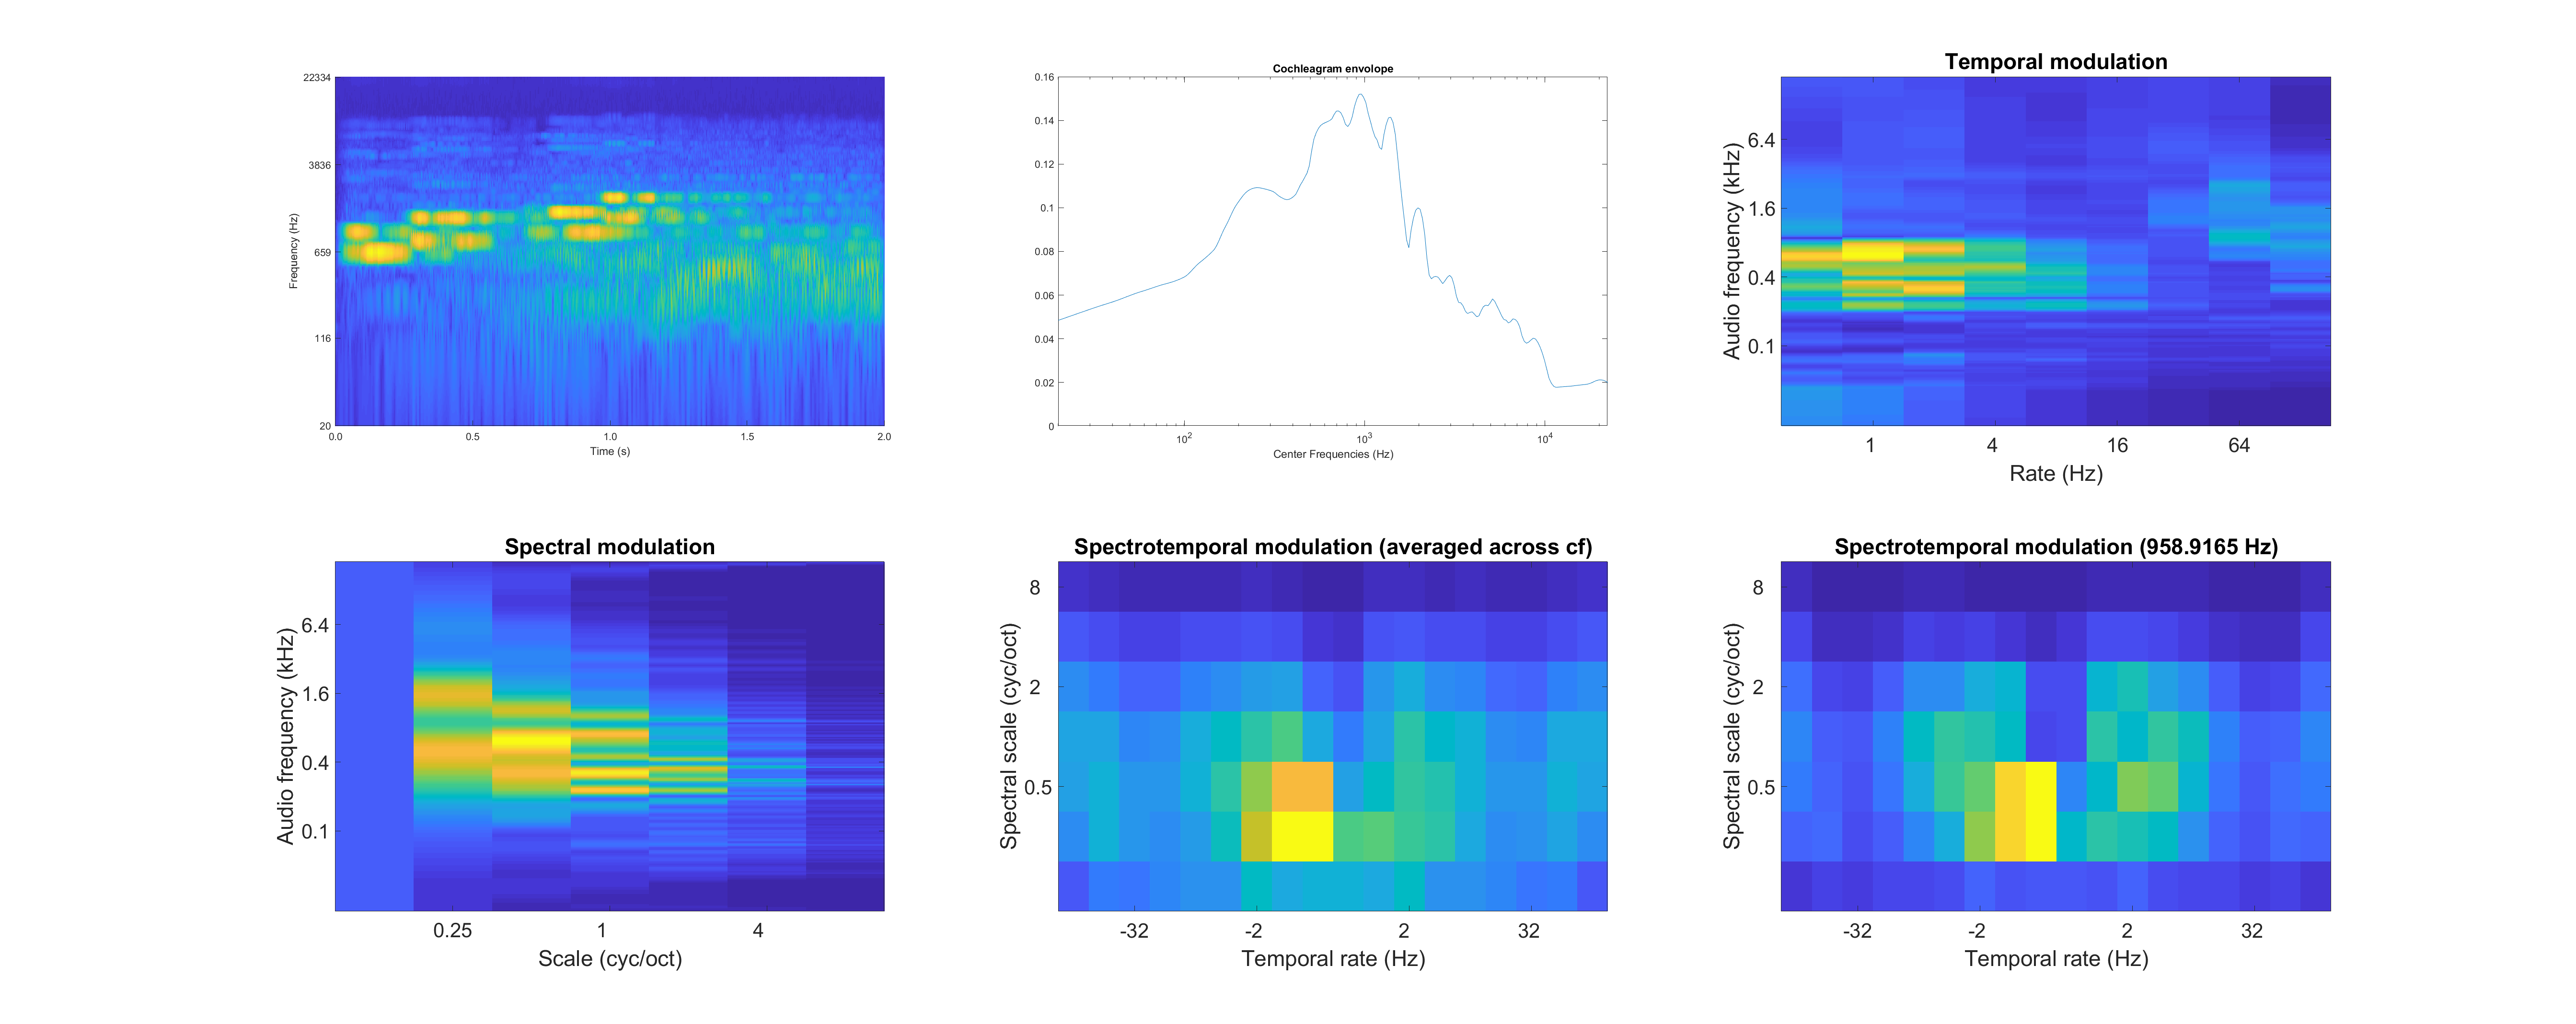 22334
3836
659
116
20
Frequency (Hz)
0.0 0.5 1.0 1.5 2.0
Time (s)
Cochleagram envolope
0.16
0.14
0.12
0.1
0.08
0.06
0.04
0.02
0
10^2 10^3 10^4
Center Frequencies (Hz)
Temporal modulation
Audio frequency (kHz)
6.4
1.6
0.4
0.1
1 4 16 64
Rate (Hz)
Spectral modulation
Audio frequency (kHz)
6.4
1.6
0.4
0.1
0.25 1 4
Scale (cyc/oct)
Spectrotemporal modulation (averaged across cf)
Spectral scale (cyc/oct)
8
2
0.5
-32 -2 2 32
Temporal rate (Hz)
Spectrotemporal modulation (958.9165 Hz)
Spectral scale (cyc/oct)
8
2
0.5
-32 -2 2 32
Temporal rate (Hz)